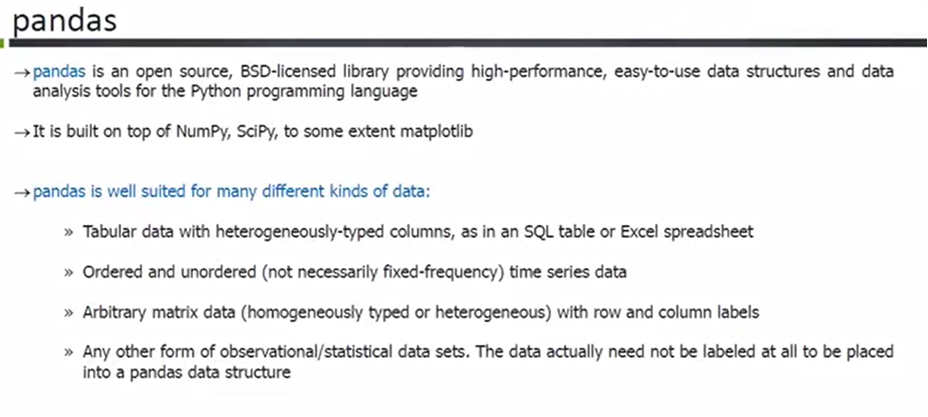 pandas
→pandas is an open source, BSD-licensed library providing high-performance, easy-to-use data structures and data
analysis tools for the Python programming language
→It is built on top of NumPy, SciPy, to some extent matplotlib
→pandas is well suited for many different kinds of data:
» Tabular data with heterogeneously-typed columns, as in an SQL table or Excel spreadsheet
» Ordered and unordered (not necessarily fixed-frequency) time series data
» Arbitrary matrix data (homogeneously typed or heterogeneous) with row and column labels
» Any other form of observational/statistical data sets. The data actually need not be labeled at all to be placed
into a pandas data structure